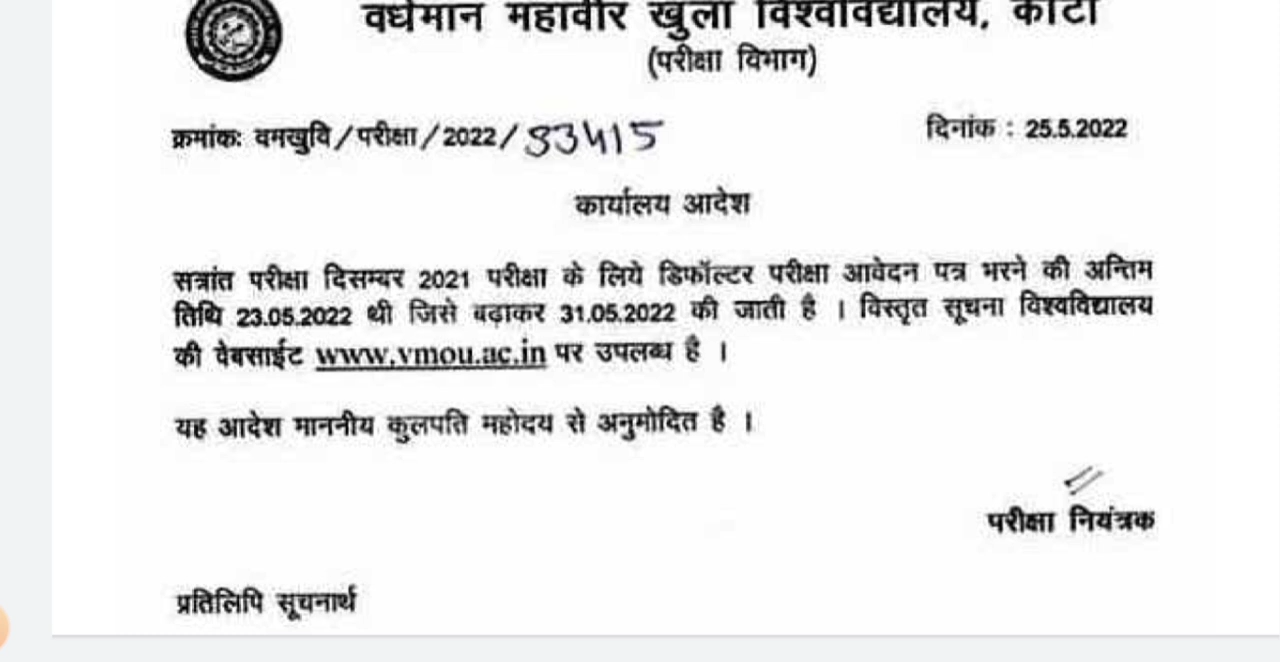 वर्धमान महावीर खुला विश्वविद्यालय, कोटा
(परीक्षा विभाग)
क्रमांकः वमखुवि/परीक्षा/2022/
दिनांक : 25.5.2022
कार्यालय आदेश
सत्रांत परीक्षा दिसम्बर 2021 परीक्षा के लिये डिफॉल्टर परीक्षा आवेदन पत्र भरने की अन्तिम
तिथि 23.05.2022 थी जिसे बढ़ाकर 31.05.2022 की जाती है । विस्तृत सूचना विश्वविद्यालय
की वेबसाईट www.vmou.ac.in पर उपलब्ध है ।
यह आदेश माननीय कुलपति महोदय से अनुमोदित है ।
परीक्षा नियंत्रक
प्रतिलिपि सूचनार्थ